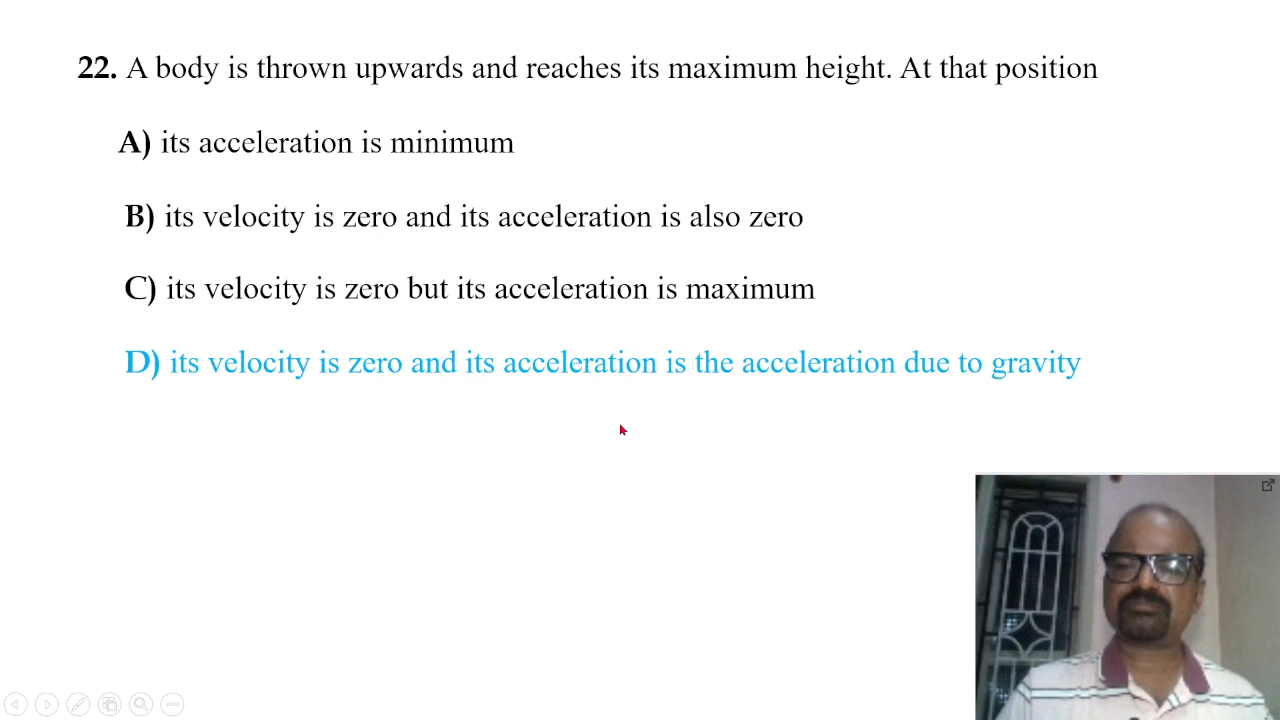 22. A body is thrown upwards and reaches its maximum height. At that position
A) its acceleration is minimum
B) its velocity is zero and its acceleration is also zero
C) its velocity is zero but its acceleration is maximum
D) its velocity is zero and its acceleration is the acceleration due to gravity